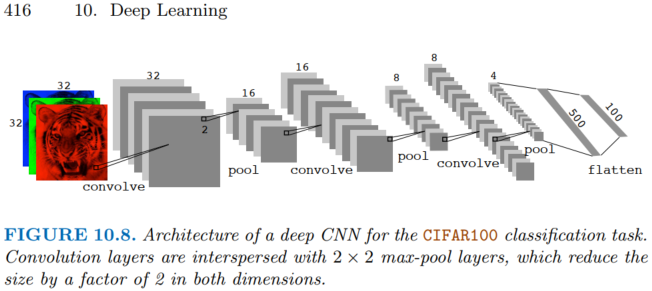 416 10. Deep Learning
32
32
32
2
16
16
8
8
4
500
100
convolve
pool
convolve
pool
convolve
pool
flatten
FIGURE 10.8. Architecture of a deep CNN for the CIFAR100 classification task.
Convolution layers are interspersed with 2 × 2 max-pool layers, which reduce the
size by a factor of 2 in both dimensions.